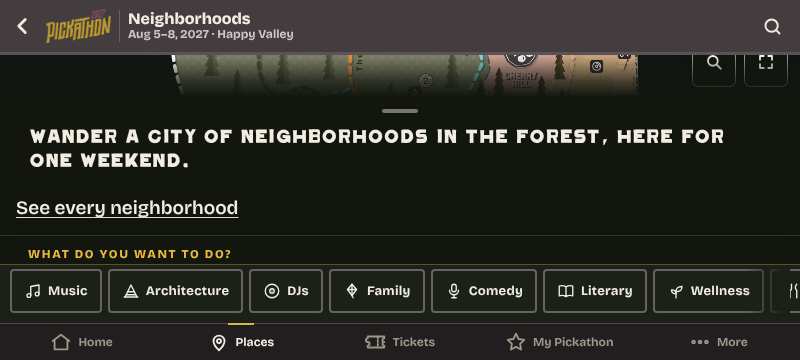 PICKATHON
Neighborhoods
Aug 5–8, 2027 · Happy Valley
CHERRY
HILL
WANDER A CITY OF NEIGHBORHOODS IN THE FOREST, HERE FOR
ONE WEEKEND.
See every neighborhood
WHAT DO YOU WANT TO DO?
Music
Architecture
DJs
Family
Comedy
Literary
Wellness
Home
Places
Tickets
My Pickathon
More